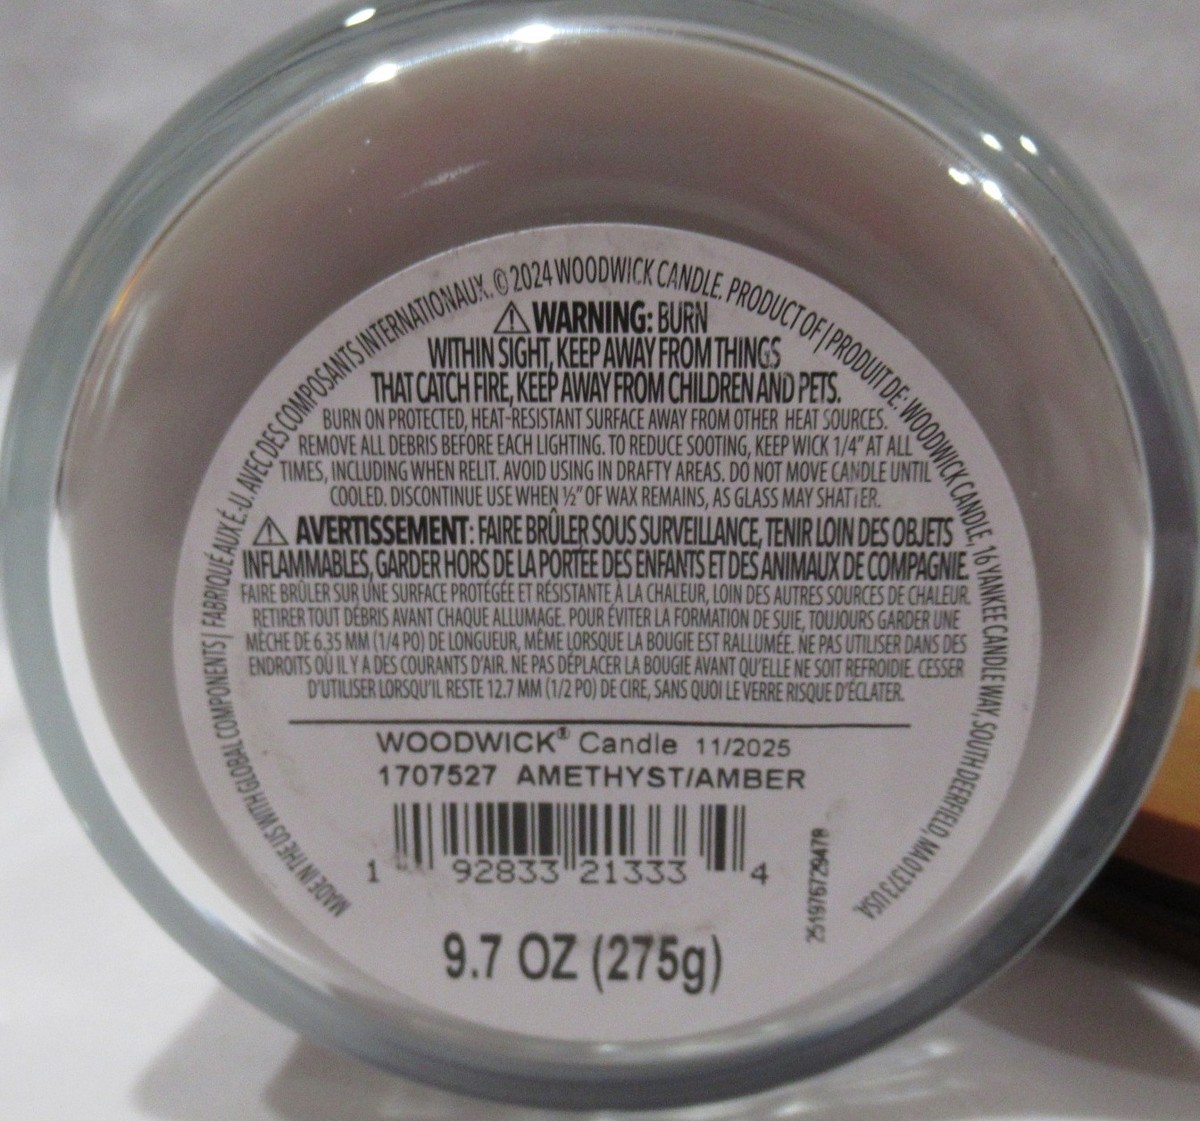 MADE IN THE US WITH GLOBAL COMPONENTS | FABRIQUÉ AUX É.-U. AVEC DES COMPOSANTS INTERNATIONAUX. © 2024 WOODWICK CANDLE. PRODUCT OF | PRODUIT DE: WOODWICK CANDLE, 16 YANKEE CANDLE WAY, SOUTH DEERFIELD, MA 01373 USA.
⚠ WARNING: BURN
WITHIN SIGHT, KEEP AWAY FROM THINGS
THAT CATCH FIRE, KEEP AWAY FROM CHILDREN AND PETS.
BURN ON PROTECTED, HEAT-RESISTANT SURFACE AWAY FROM OTHER HEAT SOURCES.
REMOVE ALL DEBRIS BEFORE EACH LIGHTING. TO REDUCE SOOTING, KEEP WICK 1/4" AT ALL
TIMES, INCLUDING WHEN RELIT. AVOID USING IN DRAFTY AREAS. DO NOT MOVE CANDLE UNTIL
COOLED. DISCONTINUE USE WHEN ½" OF WAX REMAINS, AS GLASS MAY SHATTER.
⚠ AVERTISSEMENT : FAIRE BRÛLER SOUS SURVEILLANCE, TENIR LOIN DES OBJETS
INFLAMMABLES, GARDER HORS DE LA PORTÉE DES ENFANTS ET DES ANIMAUX DE COMPAGNIE.
FAIRE BRÛLER SUR UNE SURFACE PROTÉGÉE ET RÉSISTANTE À LA CHALEUR, LOIN DES AUTRES SOURCES DE CHALEUR.
RETIRER TOUT DÉBRIS AVANT CHAQUE ALLUMAGE. POUR ÉVITER LA FORMATION DE SUIE, TOUJOURS GARDER UNE
MÈCHE DE 6.35 MM (1/4 PO) DE LONGUEUR, MÊME LORSQUE LA BOUGIE EST RALLUMÉE. NE PAS UTILISER DANS DES
ENDROITS OÙ IL Y A DES COURANTS D'AIR. NE PAS DÉPLACER LA BOUGIE AVANT QU'ELLE NE SOIT REFROIDIE. CESSER
D'UTILISER LORSQU'IL RESTE 12.7 MM (1/2 PO) DE CIRE, SANS QUOI LE VERRE RISQUE D'ÉCLATER.
WOODWICK® Candle 11/2025
1707527 AMETHYST/AMBER
1 92833 21333 4
251976729479
9.7 OZ (275g)